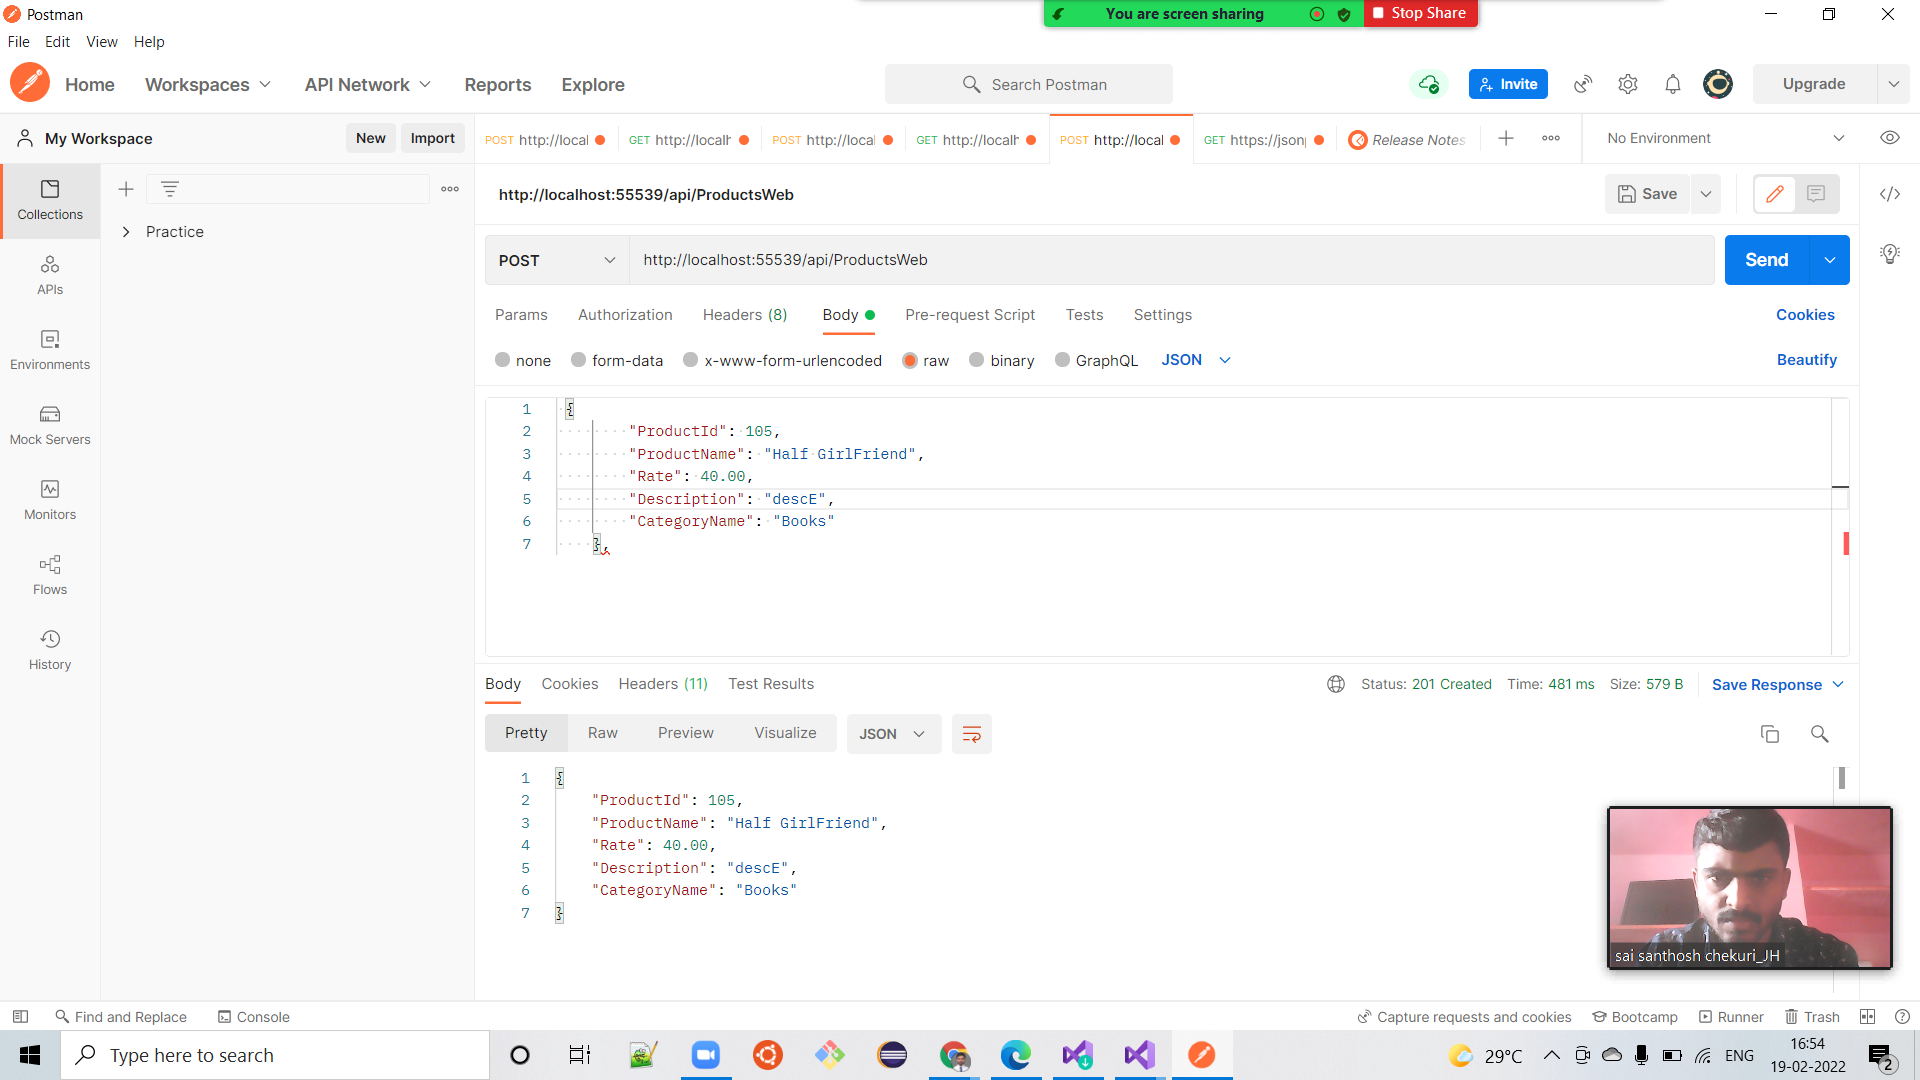 Postman
You are screen sharing
Stop Share
File Edit View Help
Home Workspaces API Network Reports Explore
Search Postman
Invite
Upgrade
My Workspace
New Import
POST http://local
GET http://localh
POST http://local
GET http://localh
POST http://local
GET https://jsonp
Release Notes
No Environment
Collections
Practice
APIs
Environments
Mock Servers
Monitors
Flows
History
http://localhost:55539/api/ProductsWeb
Save
POST http://localhost:55539/api/ProductsWeb
Send
Params Authorization Headers (8) Body Pre-request Script Tests Settings
Cookies
none form-data x-www-form-urlencoded raw binary GraphQL JSON
Beautify
1 {
2 "ProductId": 105,
3 "ProductName": "Half GirlFriend",
4 "Rate": 40.00,
5 "Description": "descE",
6 "CategoryName": "Books"
7 },
Body Cookies Headers (11) Test Results
Status: 201 Created Time: 481 ms Size: 579 B Save Response
Pretty Raw Preview Visualize JSON
1 {
2 "ProductId": 105,
3 "ProductName": "Half GirlFriend",
4 "Rate": 40.00,
5 "Description": "descE",
6 "CategoryName": "Books"
7 }
sai santhosh chekuri_JH
Find and Replace Console
Capture requests and cookies Bootcamp Runner Trash
Type here to search
29°C
ENG
16:54
19-02-2022
2